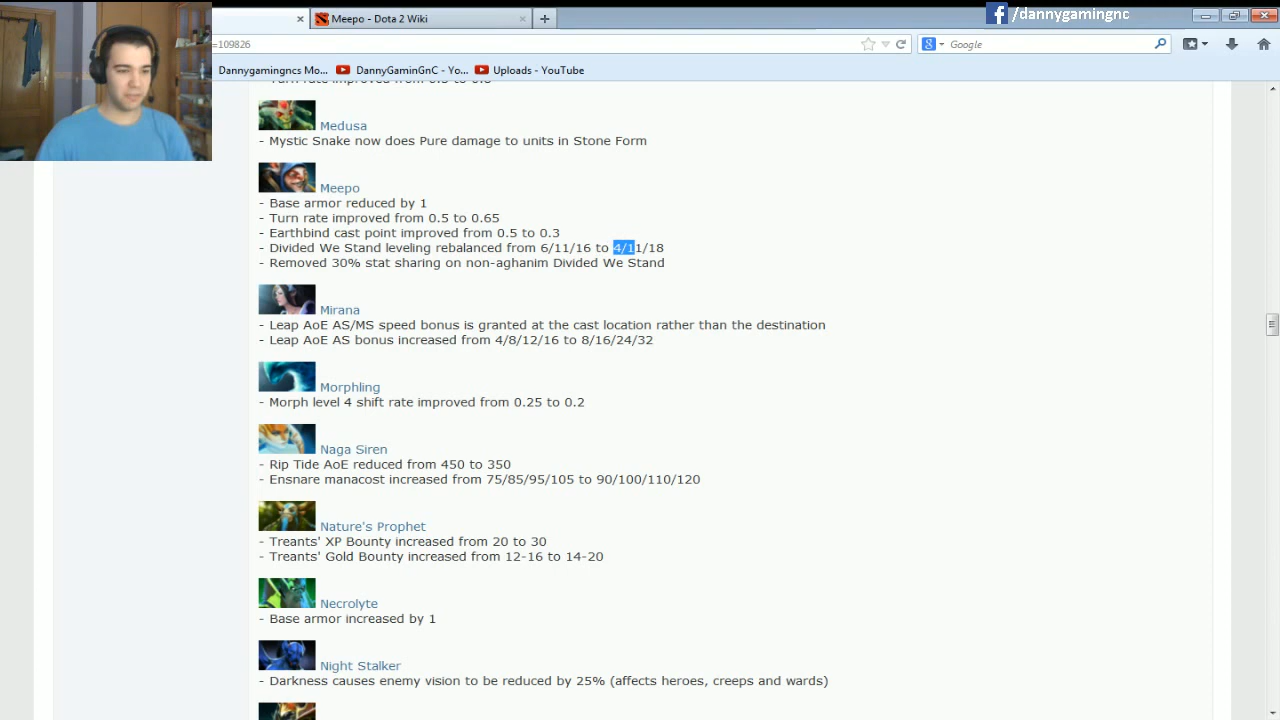 Meepo - Dota 2 Wiki
/dannygamingnc
=109826
Google
Dannygamingncs Mo...
DannyGaminGnC - Yo...
Uploads - YouTube
Medusa
- Mystic Snake now does Pure damage to units in Stone Form
Meepo
- Base armor reduced by 1
- Turn rate improved from 0.5 to 0.65
- Earthbind cast point improved from 0.5 to 0.3
- Divided We Stand leveling rebalanced from 6/11/16 to 4/11/18
- Removed 30% stat sharing on non-aghanim Divided We Stand
Mirana
- Leap AoE AS/MS speed bonus is granted at the cast location rather than the destination
- Leap AoE AS bonus increased from 4/8/12/16 to 8/16/24/32
Morphling
- Morph level 4 shift rate improved from 0.25 to 0.2
Naga Siren
- Rip Tide AoE reduced from 450 to 350
- Ensnare manacost increased from 75/85/95/105 to 90/100/110/120
Nature's Prophet
- Treants' XP Bounty increased from 20 to 30
- Treants' Gold Bounty increased from 12-16 to 14-20
Necrolyte
- Base armor increased by 1
Night Stalker
- Darkness causes enemy vision to be reduced by 25% (affects heroes, creeps and wards)